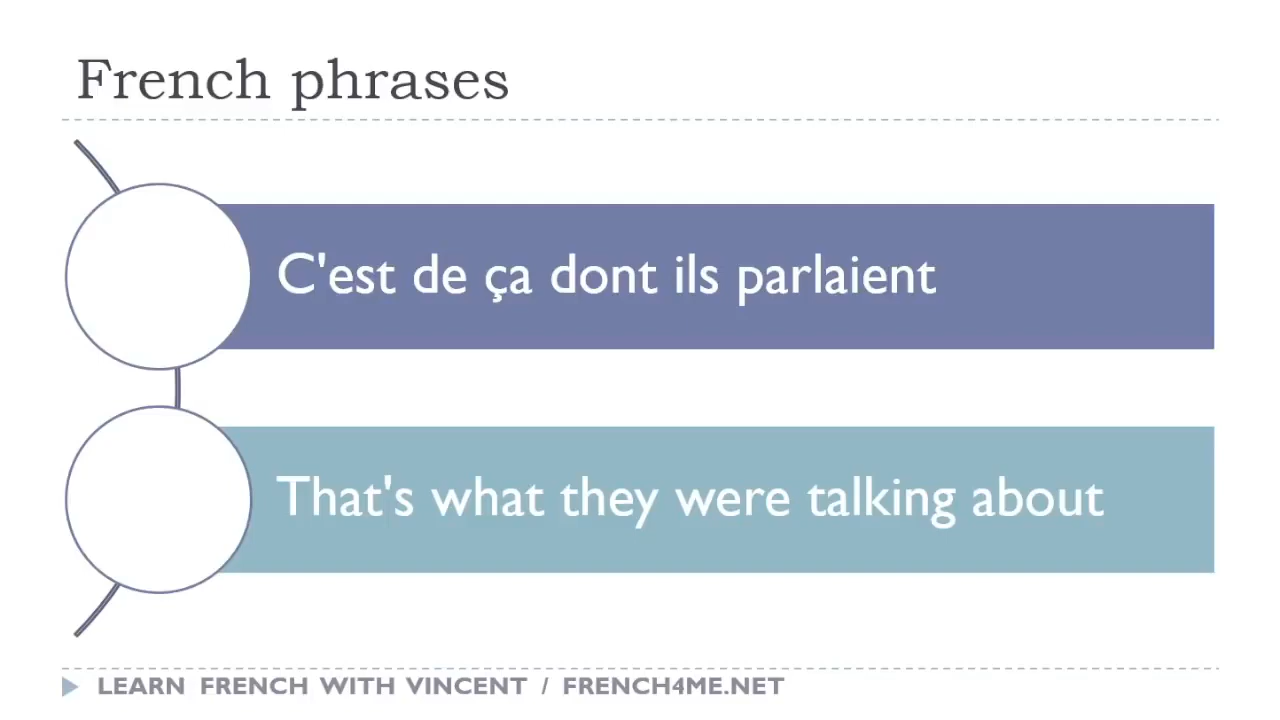 French phrases
C'est de ça dont ils parlaient
That's what they were talking about
LEARN FRENCH WITH VINCENT / FRENCH4ME.NET